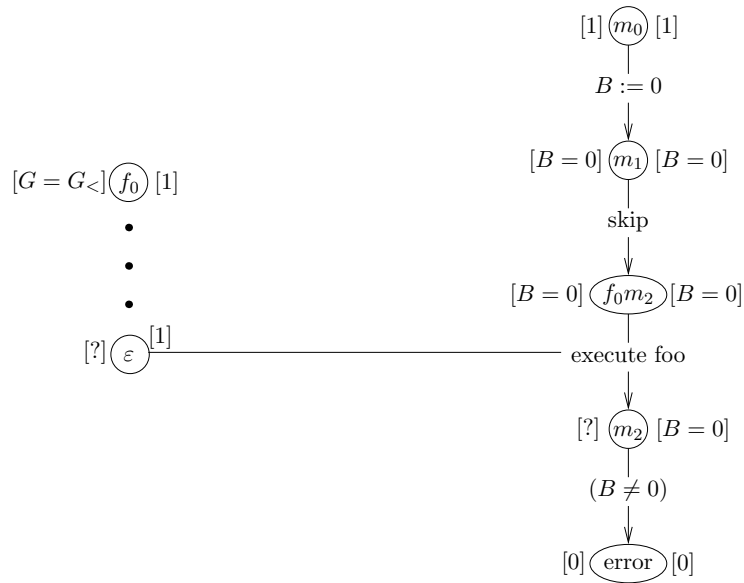 [1] m₀ [1]
B := 0
[B = 0] m₁ [B = 0]
[G = G<] f₀ [1]
skip
[B = 0] f₀m₂ [B = 0]
[?] ε [1]
execute foo
[?] m₂ [B = 0]
(B ≠ 0)
[0] error [0]